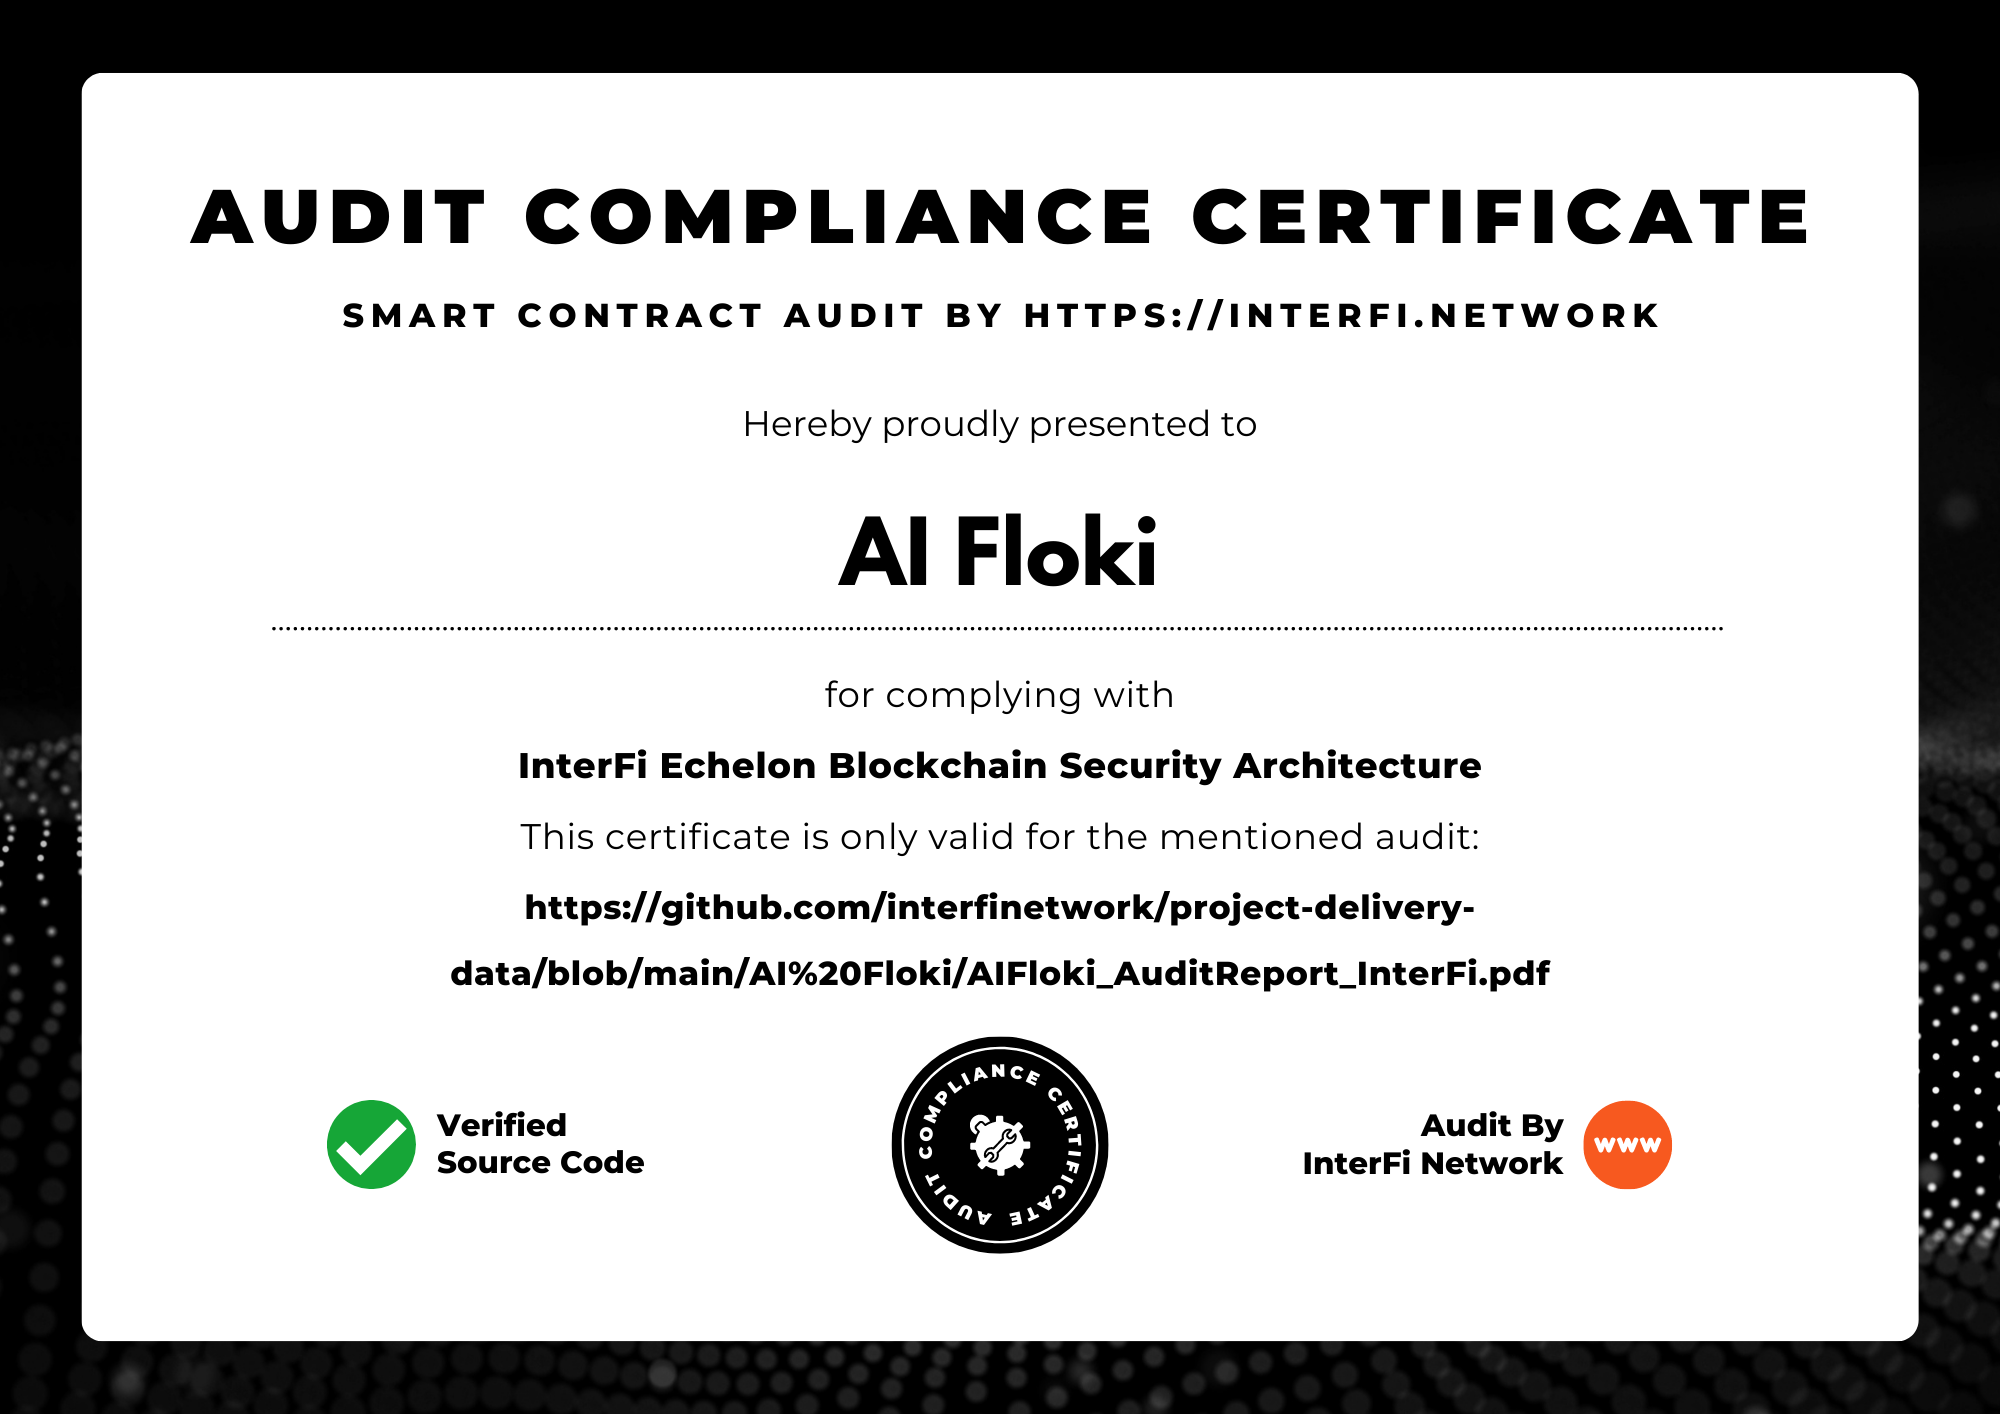 AUDIT COMPLIANCE CERTIFICATE
SMART CONTRACT AUDIT BY HTTPS://INTERFI.NETWORK
Hereby proudly presented to
AI Floki
for complying with
InterFi Echelon Blockchain Security Architecture
This certificate is only valid for the mentioned audit:
https://github.com/interfinetwork/project-delivery-
data/blob/main/AI%20Floki/AIFloki_AuditReport_InterFi.pdf
Verified
Source Code
AUDIT COMPLIANCE CERTIFICATE
Audit By
InterFi Network
www